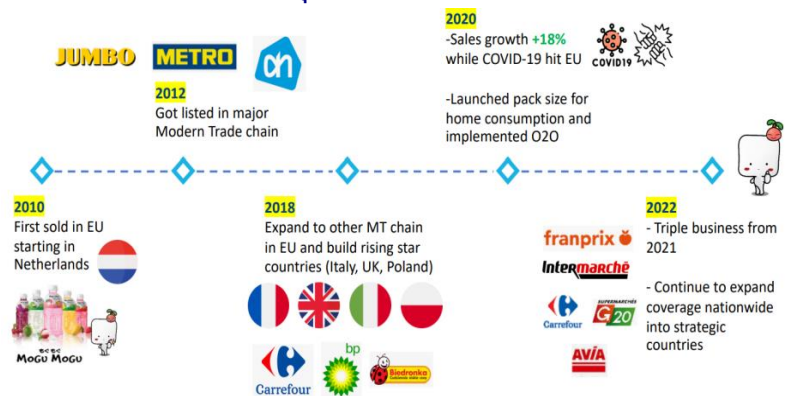 JUMBO
METRO
ah
2012
Got listed in major
Modern Trade chain
2020
-Sales growth +18%
while COVID-19 hit EU
COVID19
-Launched pack size for
home consumption and
implemented O2O
2010
First sold in EU
starting in
Netherlands
MOGU MOGU
2018
Expand to other MT chain
in EU and build rising star
countries (Italy, UK, Poland)
Carrefour
bp
Biedronka
franprix
Intermarché
Carrefour
SUPERMARCHÉS
G20
AVIA
2022
- Triple business from
2021
- Continue to expand
coverage nationwide
into strategic
countries